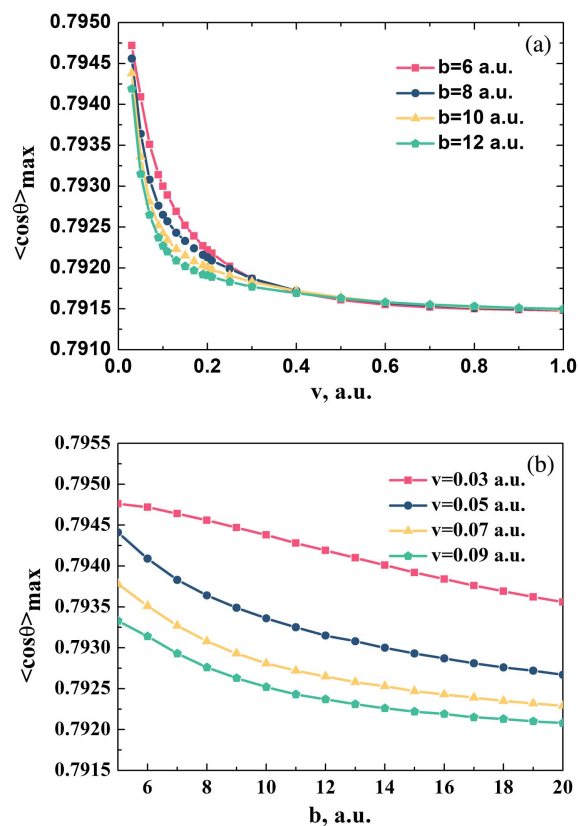 0.7950
(a)
0.7945
b=6 a.u.
b=8 a.u.
0.7940
b=10 a.u.
0.7935
b=12 a.u.
0.7930
<cosθ>max
0.7925
0.7920
0.7915
0.7910
0.0 0.2 0.4 0.6 0.8 1.0
v, a.u.
0.7955
(b)
0.7950
v=0.03 a.u.
v=0.05 a.u.
0.7945
v=0.07 a.u.
0.7940
v=0.09 a.u.
0.7935
<cosθ>max
0.7930
0.7925
0.7920
0.7915
6 8 10 12 14 16 18 20
b, a.u.